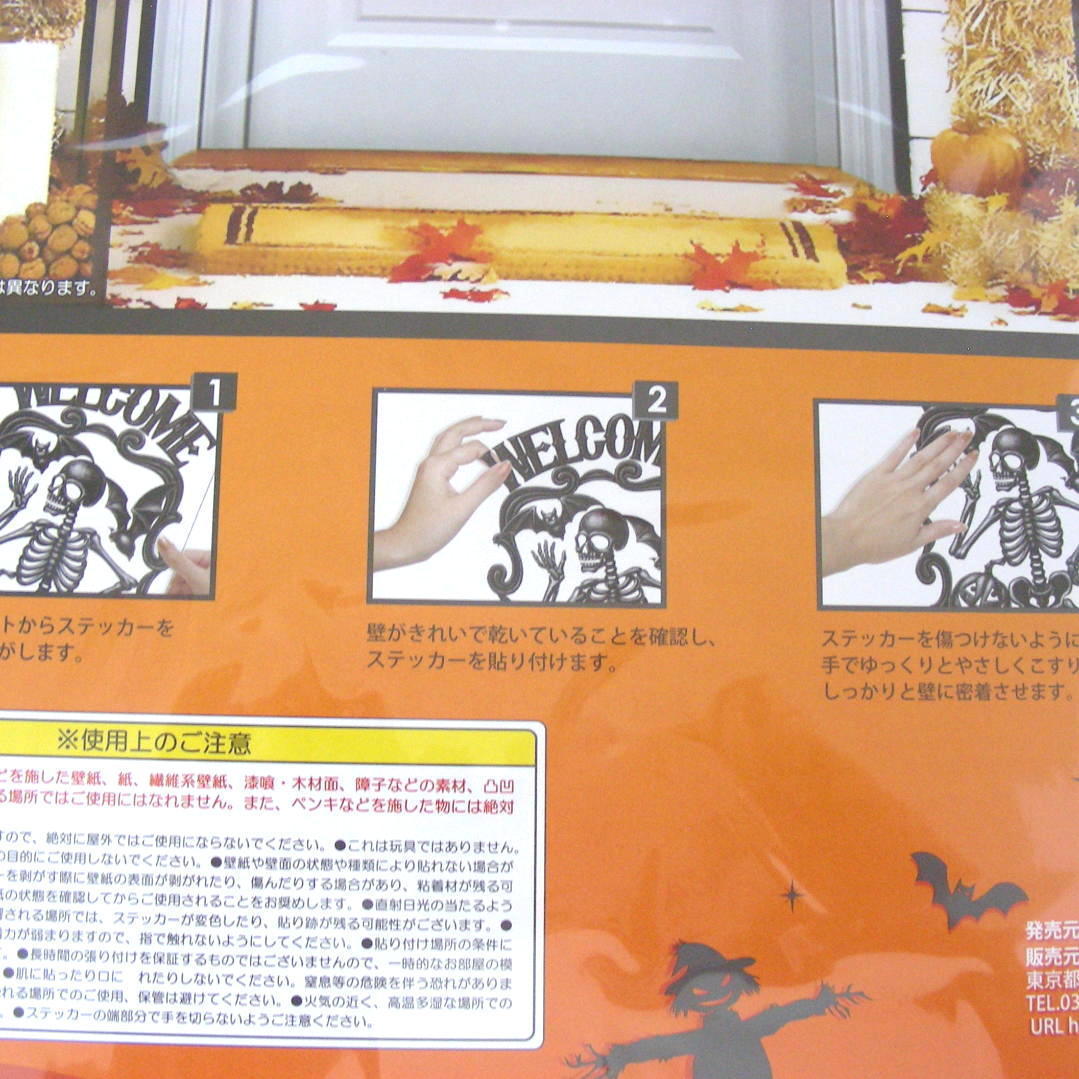 は異なります。
1
WELCOME
2
WELCOM
3
トからステッカーを
がします。
壁がきれいで乾いていることを確認し、
ステッカーを貼り付けます。
ステッカーを傷つけないように
手でゆっくりとやさしくこすり
しっかりと壁に密着させます。
※使用上のご注意
どを施した壁紙、紙、繊維系壁紙、漆喰・木材面、障子などの素材、凸凹
る場所ではご使用にはなれません。また、ペンキなどを施した物には絶対
すので、絶対に屋外ではご使用にならないでください。●これは玩具ではありません。
の目的にご使用しないでください。●壁紙や壁面の状態や種類により貼れない場合が
ーを剥がす際に壁紙の表面が剥がれたり、傷んだりする場合があり、粘着材が残る可
紙の状態を確認してからご使用されることをお奨めします。●直射日光の当たるよう
される場所では、ステッカーが変色したり、貼り跡が残る可能性がございます。●
着力が弱まりますので、指で触れないようにしてください。●貼り付け場所の条件に
。●長時間の張り付けを保証するものではございませんので、一時的なお部屋の模
●肌に貼ったり口に れたりしないでください。窒息等の危険を伴う恐れがありま
れる場所でのご使用、保管は避けてください。●火気の近く、高温多湿な場所での
。●ステッカーの端部分で手を切らないようご注意ください。
発売元
販売元
東京都
TEL.03
URL h